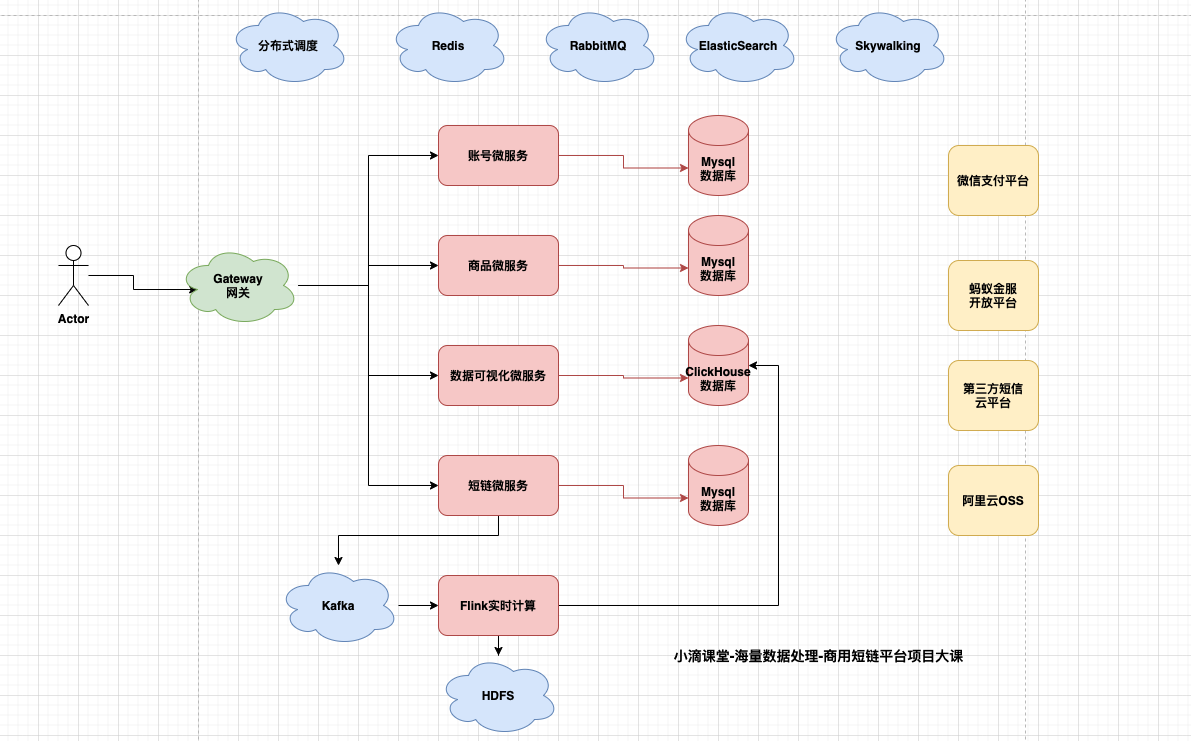 分布式调度
Redis
RabbitMQ
ElasticSearch
Skywalking
账号微服务
Mysql
数据库
微信支付平台
商品微服务
Mysql
数据库
Gateway
网关
Actor
蚂蚁金服
开放平台
数据可视化微服务
ClickHouse
数据库
第三方短信
云平台
短链微服务
Mysql
数据库
阿里云OSS
Kafka
Flink实时计算
小滴课堂-海量数据处理-商用短链平台项目大课
HDFS